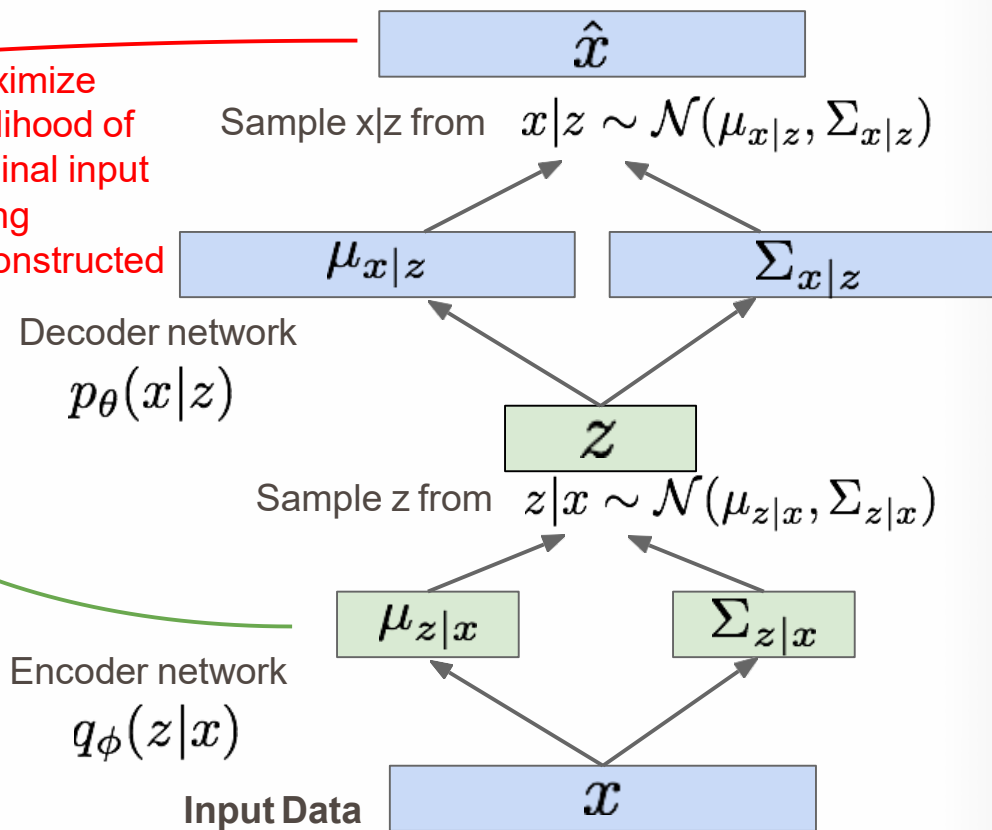 x̂
Sample x|z from x|z ∼ 𝒩(μ_{x|z}, Σ_{x|z})
ximize
lihood of
inal input
ng
onstructed
μ_{x|z} Σ_{x|z}
Decoder network
p_θ(x|z)
z
Sample z from z|x ∼ 𝒩(μ_{z|x}, Σ_{z|x})
μ_{z|x} Σ_{z|x}
Encoder network
q_ϕ(z|x)
Input Data x